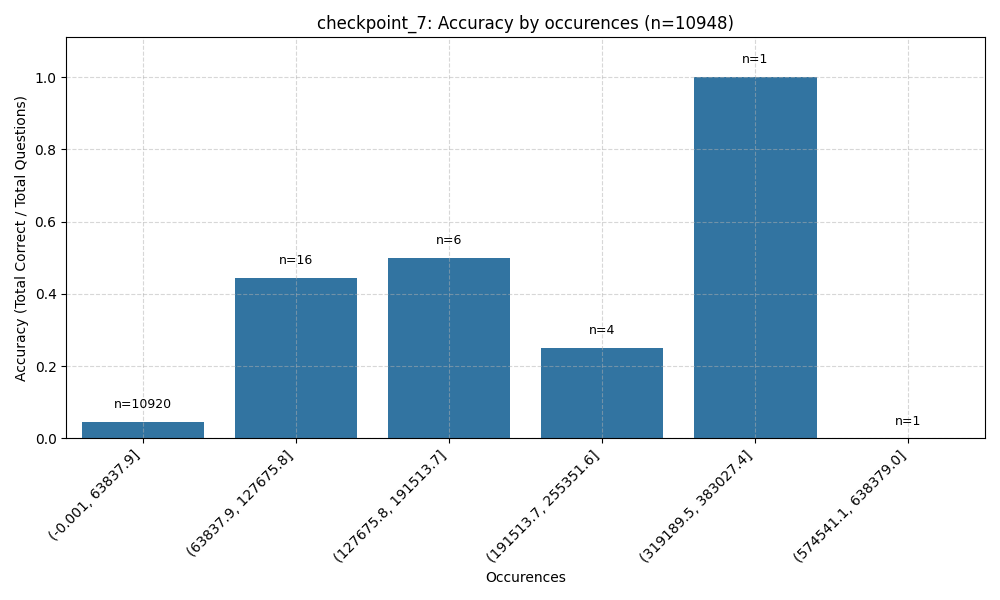 checkpoint_7: Accuracy by occurences (n=10948)
Accuracy (Total Correct / Total Questions)
1.0
0.8
0.6
0.4
0.2
0.0
n=10920
n=16
n=6
n=4
n=1
n=1
(-0.001, 63837.9]
(63837.9, 127675.8]
(127675.8, 191513.7]
(191513.7, 255351.6]
(319189.5, 383027.4]
(574541.1, 638379.0]
Occurences